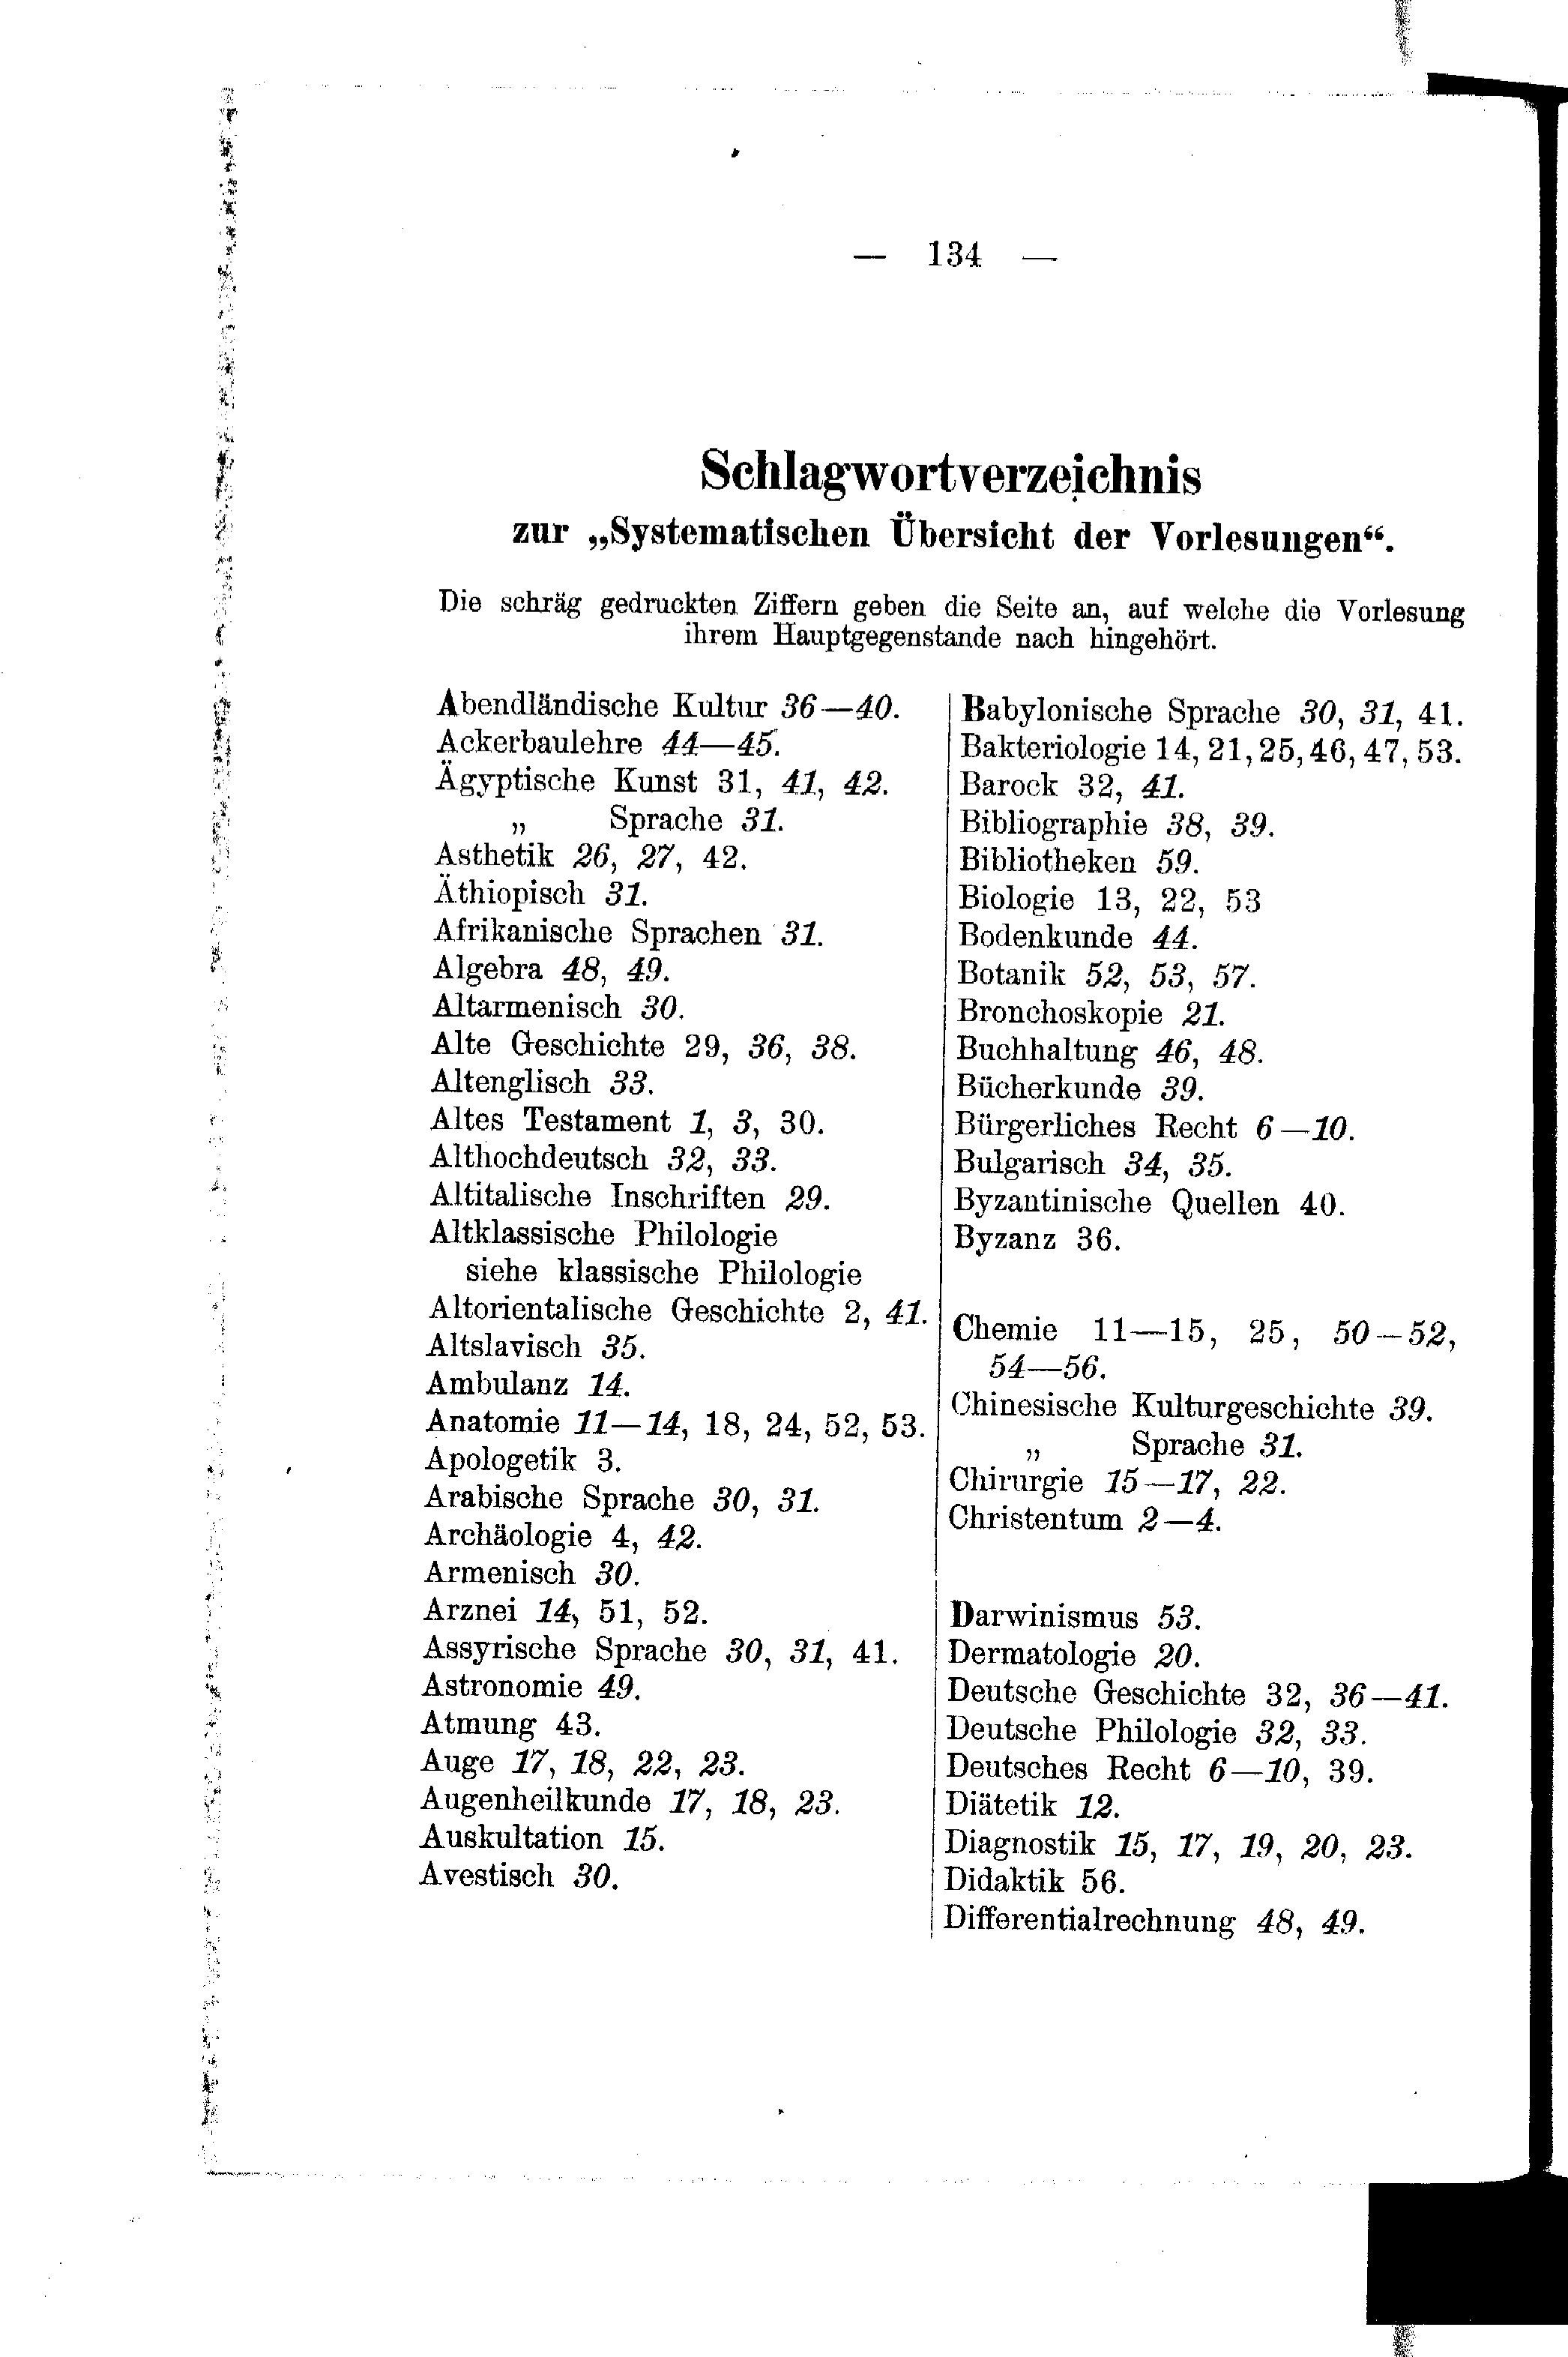 — 134 —
Schlagwortverzeichnis
zur „Systematischen Übersicht der Vorlesungen“.
Die schräg gedruckten Ziffern geben die Seite an, auf welche die Vorlesung
ihrem Hauptgegenstande nach hingehört.
Abendländische Kultur 36—40.
Ackerbaulehre 44—45.
Ägyptische Kunst 31, 41, 42.
„ Sprache 31.
Asthetik 26, 27, 42.
Äthiopisch 31.
Afrikanische Sprachen 31.
Algebra 48, 49.
Altarmenisch 30.
Alte Geschichte 29, 36, 38.
Altenglisch 33.
Altes Testament 1, 3, 30.
Althochdeutsch 32, 33.
Altitalische Inschriften 29.
Altklassische Philologie
siehe klassische Philologie
Altorientalische Geschichte 2, 41.
Altslavisch 35.
Ambulanz 14.
Anatomie 11—14, 18, 24, 52, 53.
Apologetik 3.
Arabische Sprache 30, 31.
Archäologie 4, 42.
Armenisch 30.
Arznei 14, 51, 52.
Assyrische Sprache 30, 31, 41.
Astronomie 49.
Atmung 43.
Auge 17, 18, 22, 23.
Augenheilkunde 17, 18, 23.
Auskultation 15.
Avestisch 30.
Babylonische Sprache 30, 31, 41.
Bakteriologie 14, 21, 25, 46, 47, 53.
Barock 32, 41.
Bibliographie 38, 39.
Bibliotheken 59.
Biologie 13, 22, 53
Bodenkunde 44.
Botanik 52, 53, 57.
Bronchoskopie 21.
Buchhaltung 46, 48.
Bücherkunde 39.
Bürgerliches Recht 6—10.
Bulgarisch 34, 35.
Byzantinische Quellen 40.
Byzanz 36.
Chemie 11—15, 25, 50—52,
54—56.
Chinesische Kulturgeschichte 39.
„ Sprache 31.
Chirurgie 15—17, 22.
Christentum 2—4.
Darwinismus 53.
Dermatologie 20.
Deutsche Geschichte 32, 36—41.
Deutsche Philologie 32, 33.
Deutsches Recht 6—10, 39.
Diätetik 12.
Diagnostik 15, 17, 19, 20, 23.
Didaktik 56.
Differentialrechnung 48, 49.